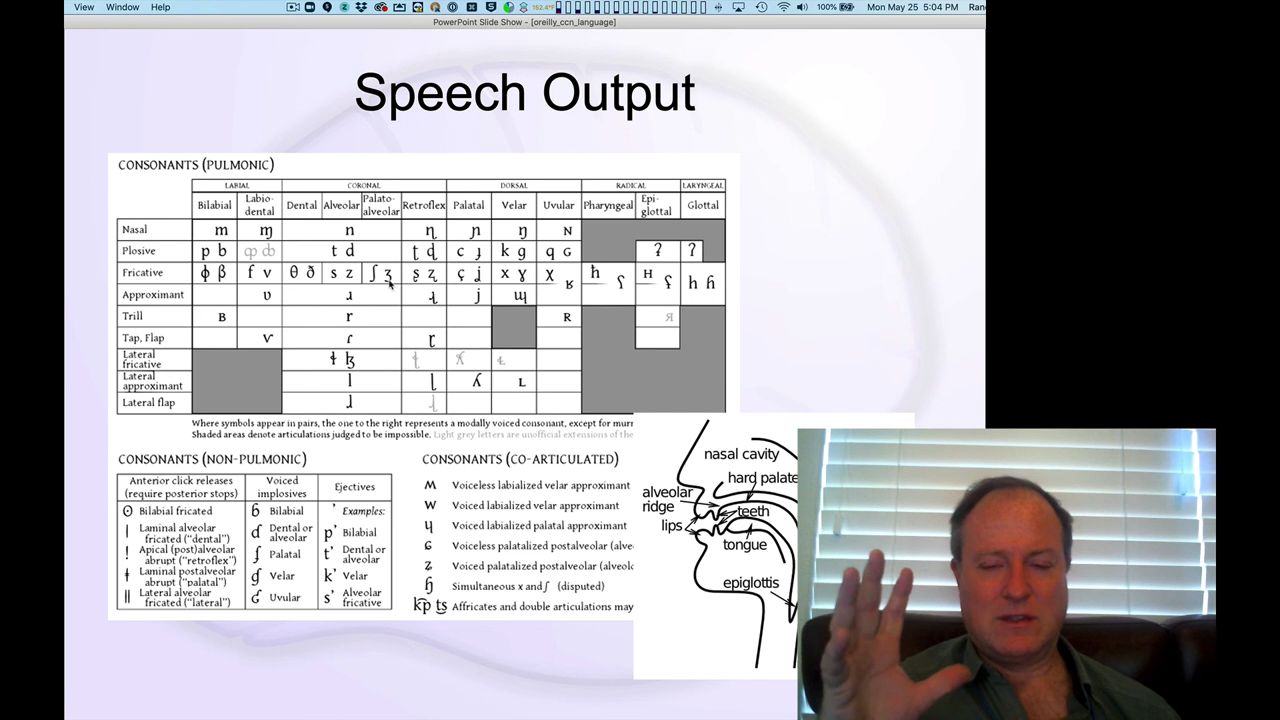 View Window Help
152.4°F
100%
Mon May 25 5:04 PM
PowerPoint Slide Show - [oreilly_ccn_language]
Speech Output
CONSONANTS (PULMONIC)
LABIAL CORONAL DORSAL RADICAL LARYNGEAL
Bilabial Labio-dental Dental Alveolar Palato-alveolar Retroflex Palatal Velar Uvular Pharyngeal Epi-glottal Glottal
Nasal m ɱ n ɳ ɲ ŋ ɴ
Plosive p b ȹ ȸ t d ʈ ɖ c ɟ k ɡ q ɢ ʡ ʔ
Fricative ɸ β f v θ ð s z ʃ ʒ ʂ ʐ ç ʝ x ɣ χ ʁ ħ ʕ ʜ ʢ h ɦ
Approximant ʋ ɹ ɻ j ɰ
Trill ʙ r ʀ ᴙ
Tap, Flap ⱱ ɾ ɽ
Lateral fricative ɬ ɮ
Lateral approximant l ɭ ʎ ʟ
Lateral flap ɺ
Where symbols appear in pairs, the one to the right represents a modally voiced consonant, except for
Shaded areas denote articulations judged to be impossible. Light grey letters are unofficial extensions of the
CONSONANTS (NON-PULMONIC)
Anterior click releases (require posterior stops) Voiced implosives Ejectives
ʘ Bilabial fricated ɓ Bilabial ʼ Examples:
ǀ Laminal alveolar fricated (“dental”) ɗ Dental or alveolar pʼ Bilabial
ǃ Apical (post)alveolar abrupt (“retroflex”) ʄ Palatal tʼ Dental or alveolar
ǂ Laminal postalveolar abrupt (“palatal”) ɠ Velar kʼ Velar
ǁ Lateral alveolar fricated (“lateral”) ʛ Uvular sʼ Alveolar fricative
CONSONANTS (CO-ARTICULATED)
ʍ Voiceless labialized velar approximant
w Voiced labialized velar approximant
ɥ Voiced labialized palatal approximant
ɕ Voiceless palatalized postalveolar
ʑ Voiced palatalized postalveolar
ɧ Simultaneous x and ʃ (disputed)
k͡p t͜s Affricates and double articulations may
nasal cavity
hard palate
alveolar
ridge
teeth
lips
tongue
epiglottis